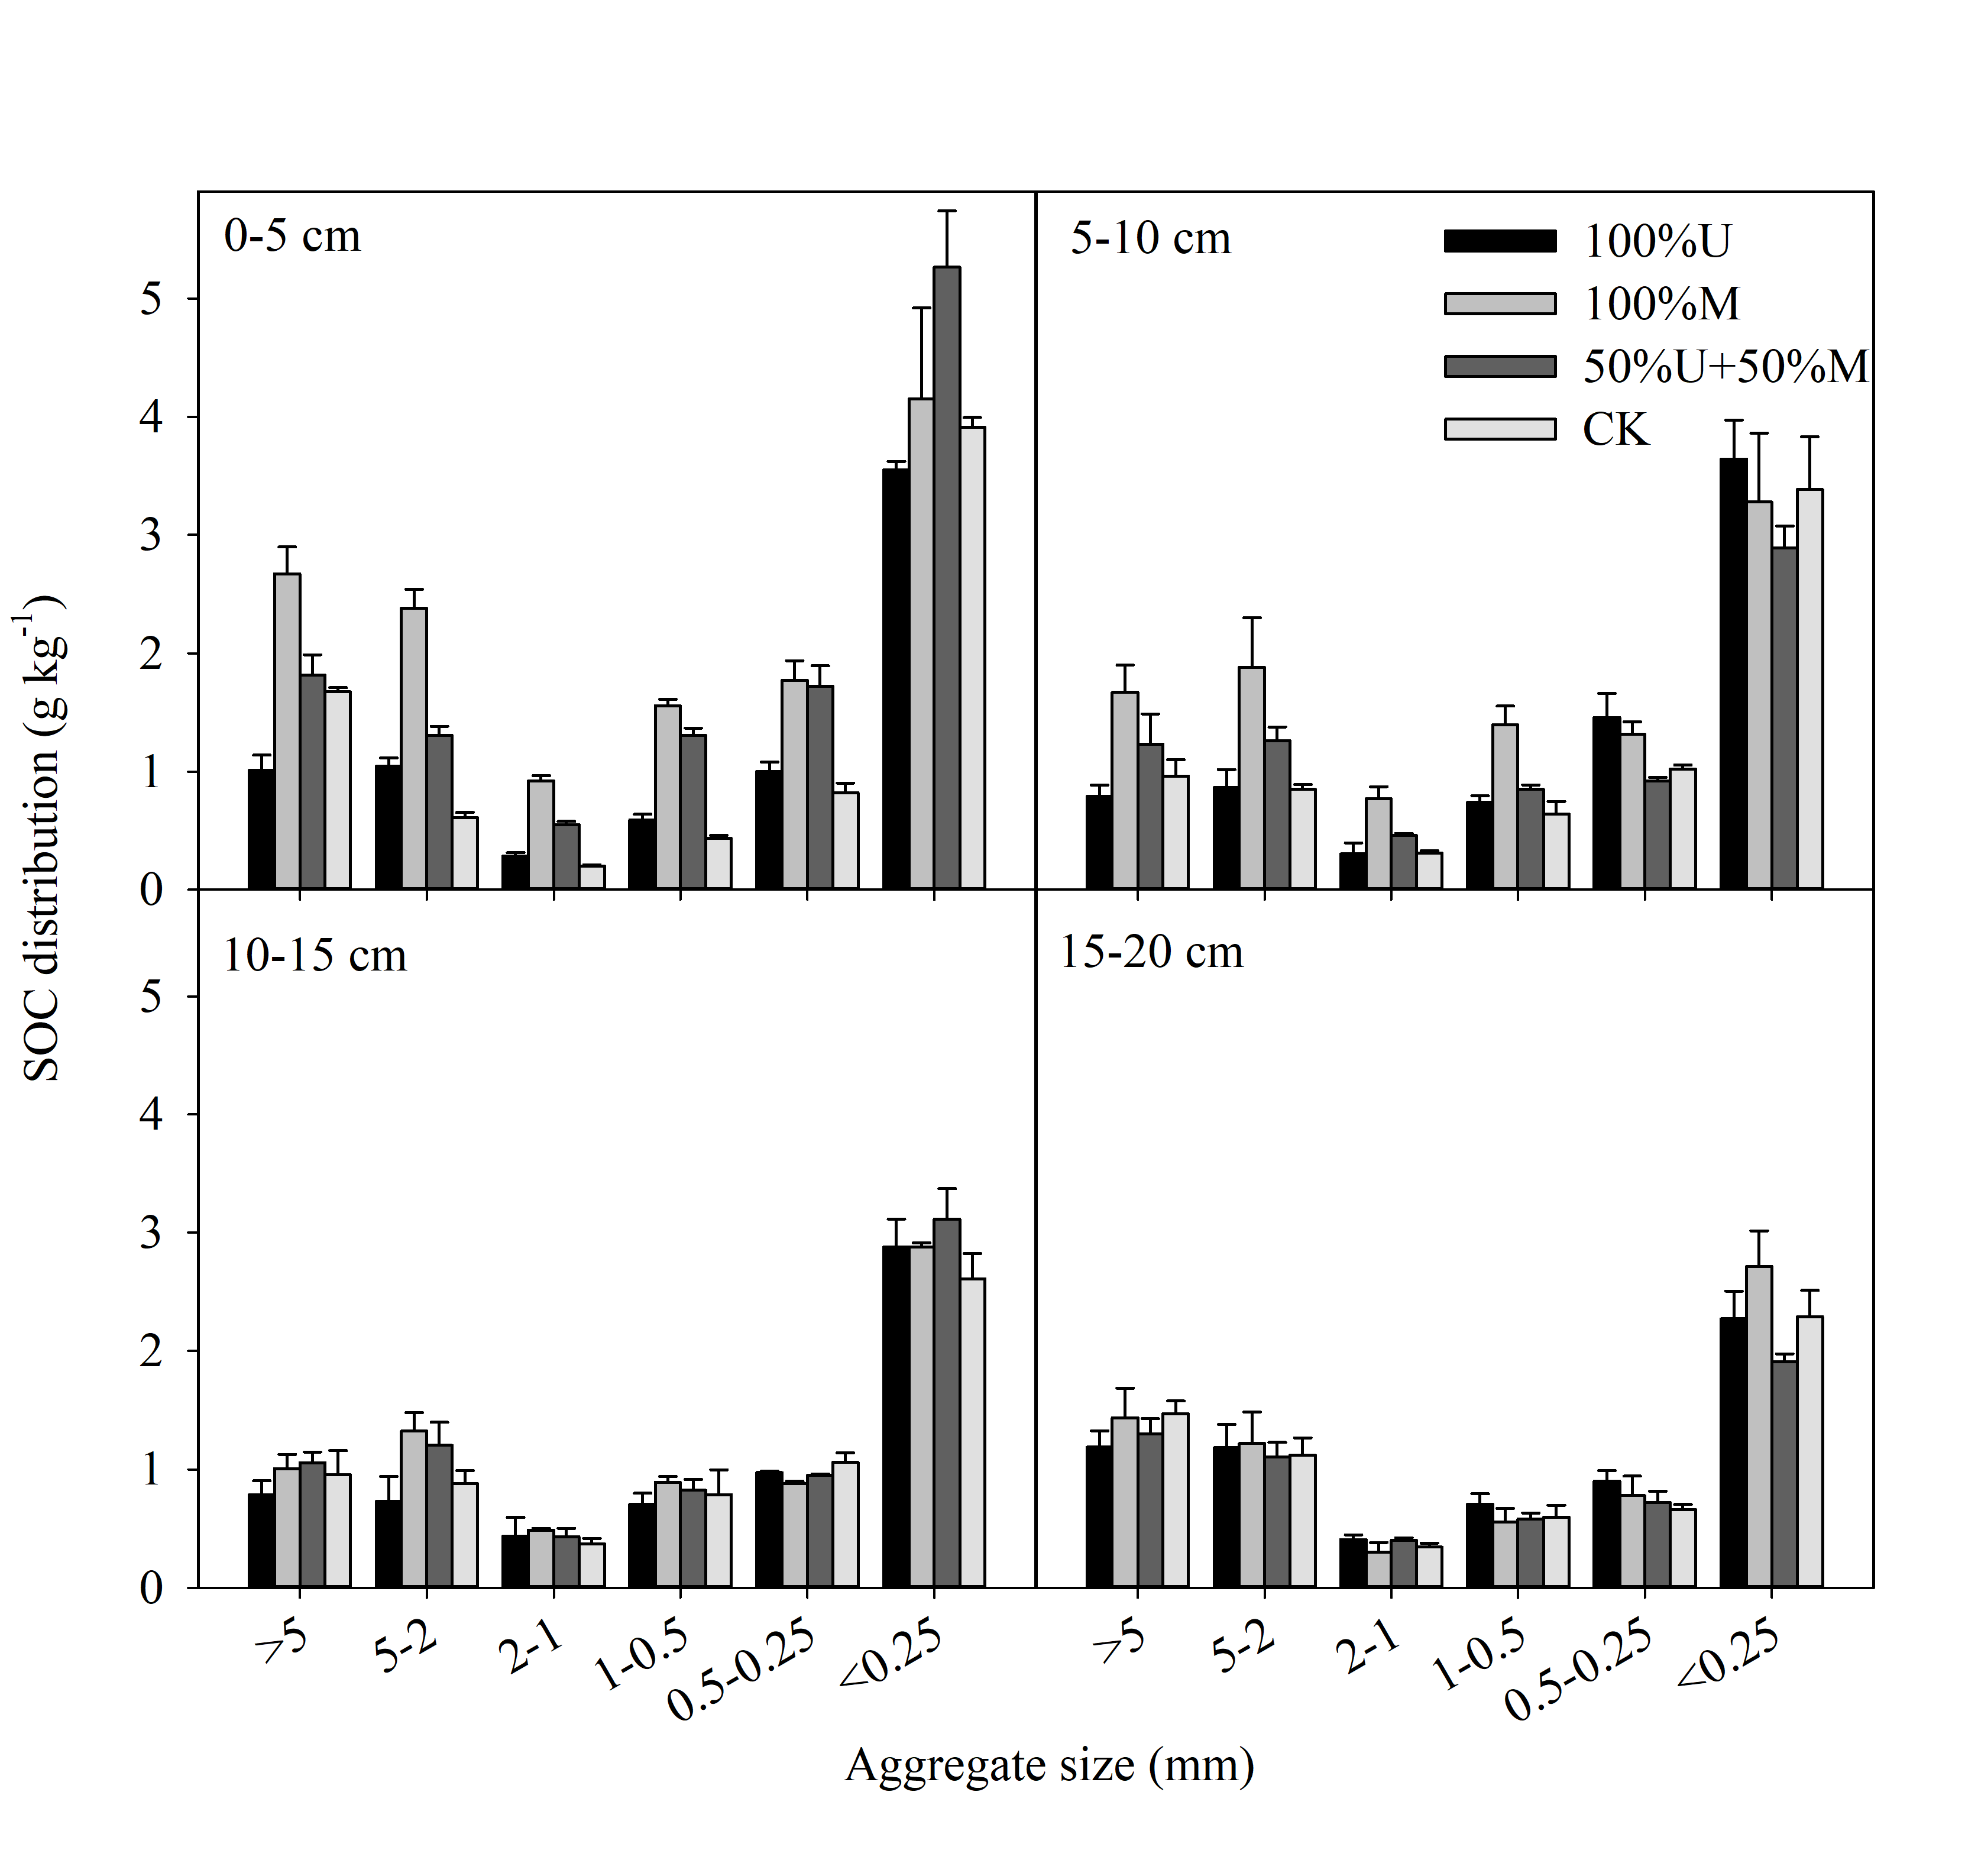 0-5 cm
5-10 cm
100%U
100%M
50%U+50%M
CK
5
4
3
2
1
0
SOC distribution (g kg⁻¹)
10-15 cm
15-20 cm
5
4
3
2
1
0
>5
5-2
2-1
1-0.5
0.5-0.25
<0.25
>5
5-2
2-1
1-0.5
0.5-0.25
<0.25
Aggregate size (mm)